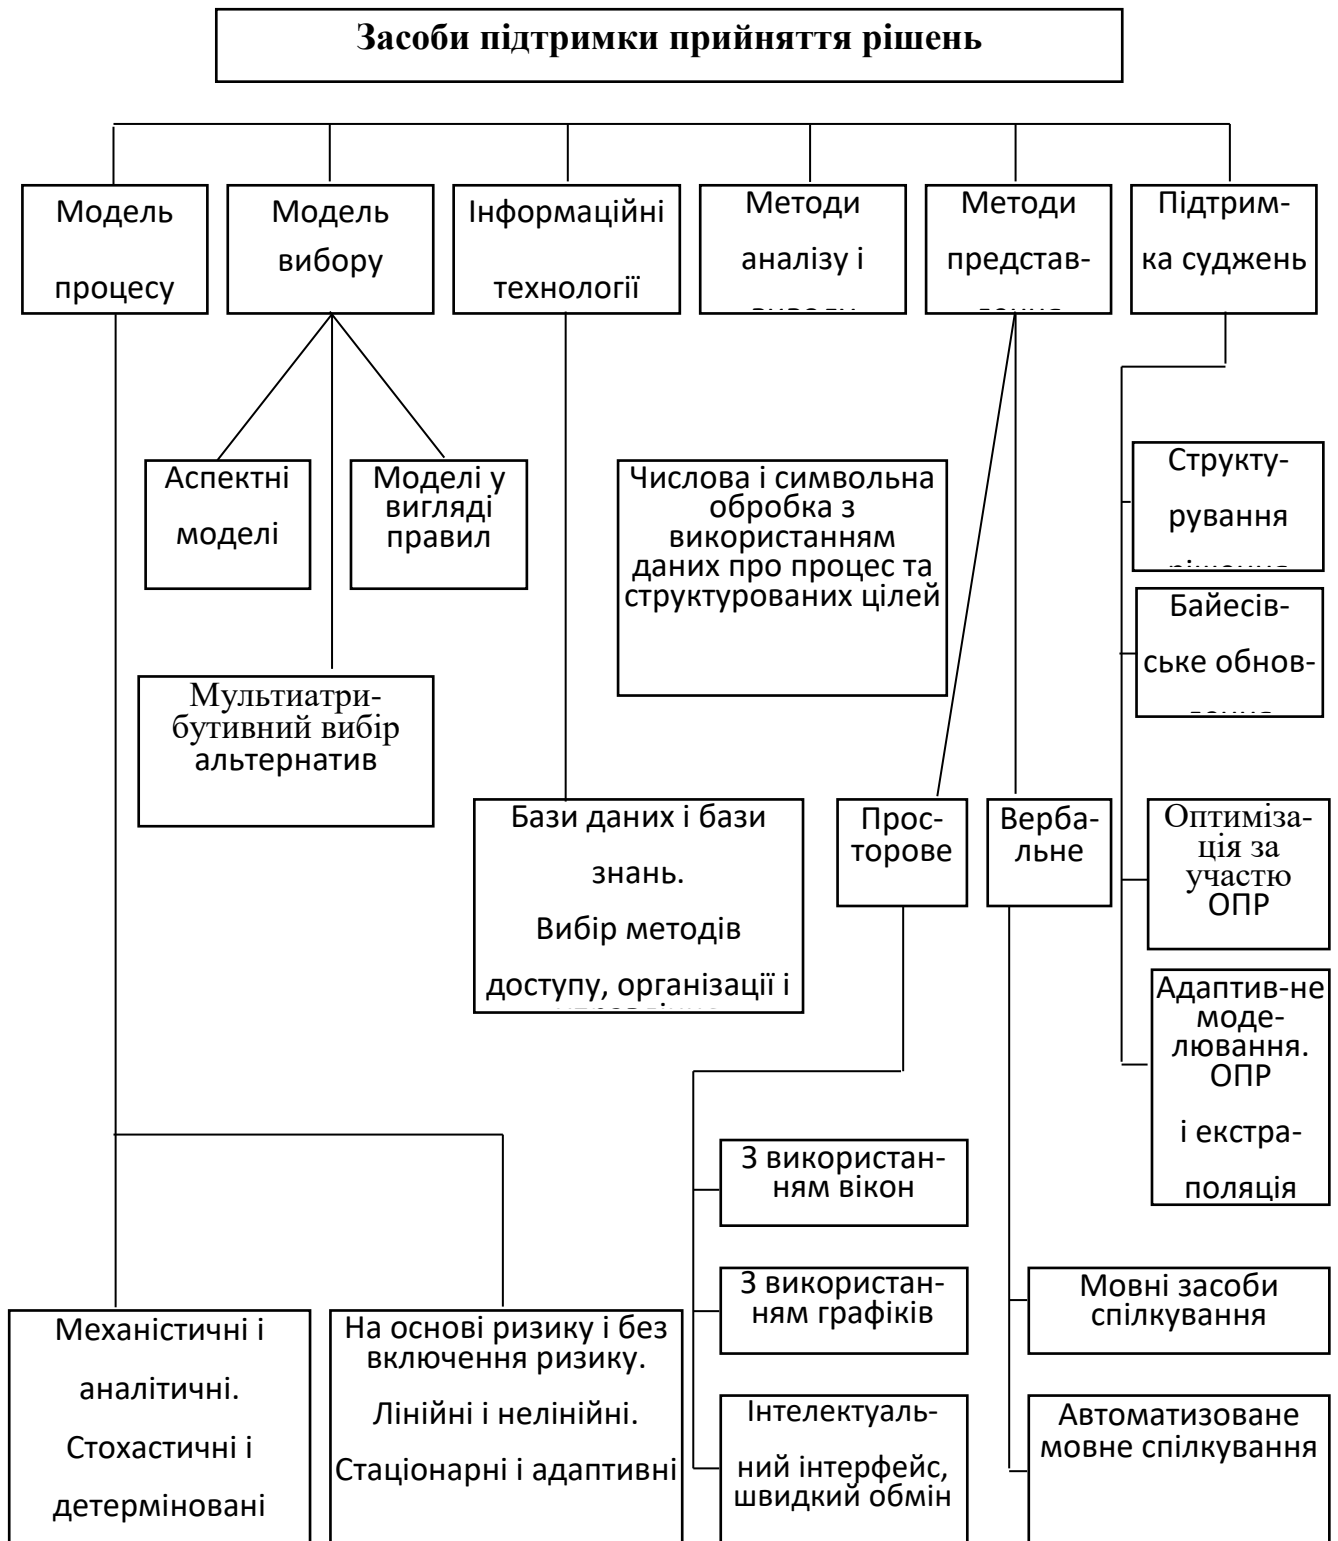 Засоби підтримки прийняття рішень
Модель
процесу
Модель
вибору
Інформаційні
технології
Методи
аналізу і
Методи
представ-
Підтрим-
ка суджень
Аспектні
моделі
Моделі у
вигляді
правил
Мультиатри-
бутивний вибір
альтернатив
Числова і символьна
обробка з
використанням
даних про процес та
структурованих цілей
Структу-
рування
Байесів-
ське обнов-
Бази даних і бази
знань.
Вибір методів
доступу, організації і
Прос-
торове
Верба-
льне
Оптиміза-
ція за
участю
ОПР
Адаптив-не
моде-
лювання.
ОПР
і екстра-
поляція
З використан-
ням вікон
З використан-
ням графіків
Інтелектуаль-
ний інтерфейс,
швидкий обмін
Мовні засоби
спілкування
Автоматизоване
мовне спілкування
Механістичні і
аналітичні.
Стохастичні і
детерміновані
На основі ризику і без
включення ризику.
Лінійні і нелінійні.
Стаціонарні і адаптивні